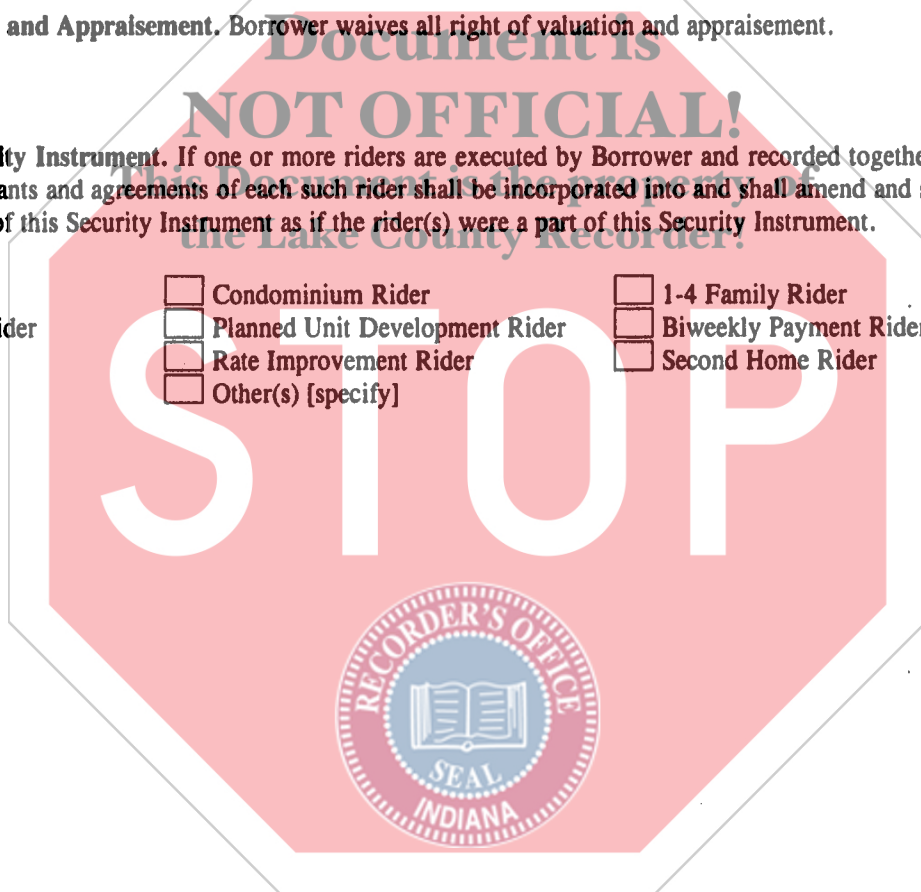 and Appraisement. Borrower waives all right of valuation and appraisement.
Document is
NOT OFFICIAL!
ity Instrument. If one or more riders are executed by Borrower and recorded togethe
This Document is the property of
ants and agreements of each such rider shall be incorporated into and shall amend and s
of this Security Instrument as if the rider(s) were a part of this Security Instrument.
the Lake County Recorder!
Condominium Rider
1-4 Family Rider
ider
Planned Unit Development Rider
Biweekly Payment Rider
Rate Improvement Rider
Second Home Rider
Other(s) [specify]
STOP
RECORDER'S OFFICE
SEAL
INDIANA